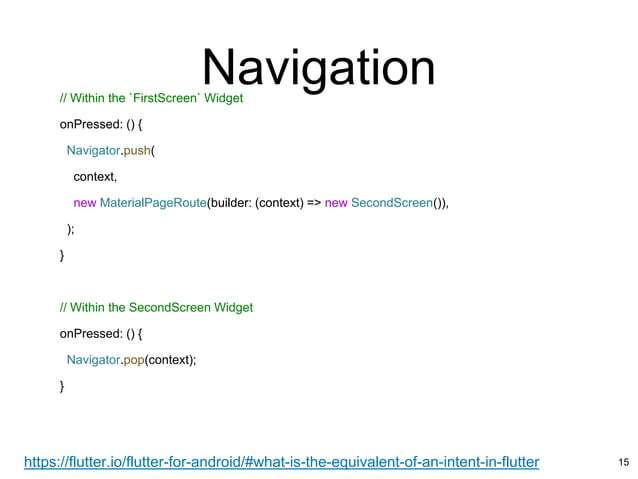 Navigation
// Within the `FirstScreen` Widget
onPressed: () {
Navigator.push(
context,
new MaterialPageRoute(builder: (context) => new SecondScreen()),
);
}
// Within the SecondScreen Widget
onPressed: () {
Navigator.pop(context);
}
https://flutter.io/flutter-for-android/#what-is-the-equivalent-of-an-intent-in-flutter
15